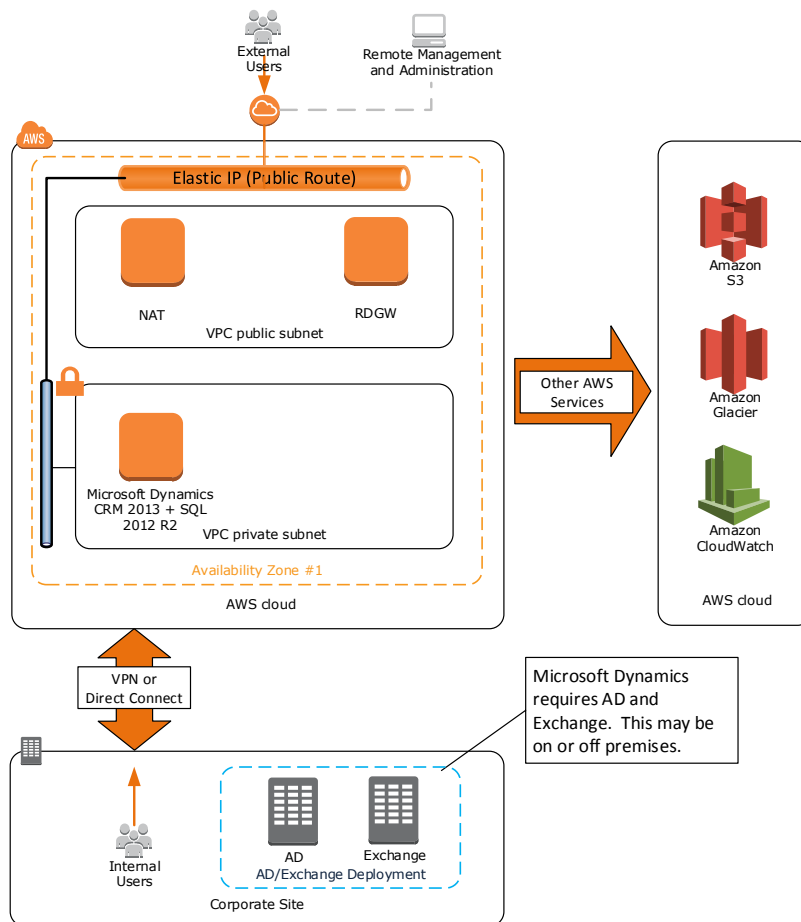 External
Users
Remote Management
and Administration
AWS
Elastic IP (Public Route)
NAT
RDGW
VPC public subnet
Microsoft Dynamics
CRM 2013 + SQL
2012 R2
VPC private subnet
Availability Zone #1
AWS cloud
Other AWS
Services
Amazon
S3
Amazon
Glacier
Amazon
CloudWatch
AWS cloud
VPN or
Direct Connect
Microsoft Dynamics
requires AD and
Exchange.  This may be
on or off premises.
Internal
Users
AD
Exchange
AD/Exchange Deployment
Corporate Site